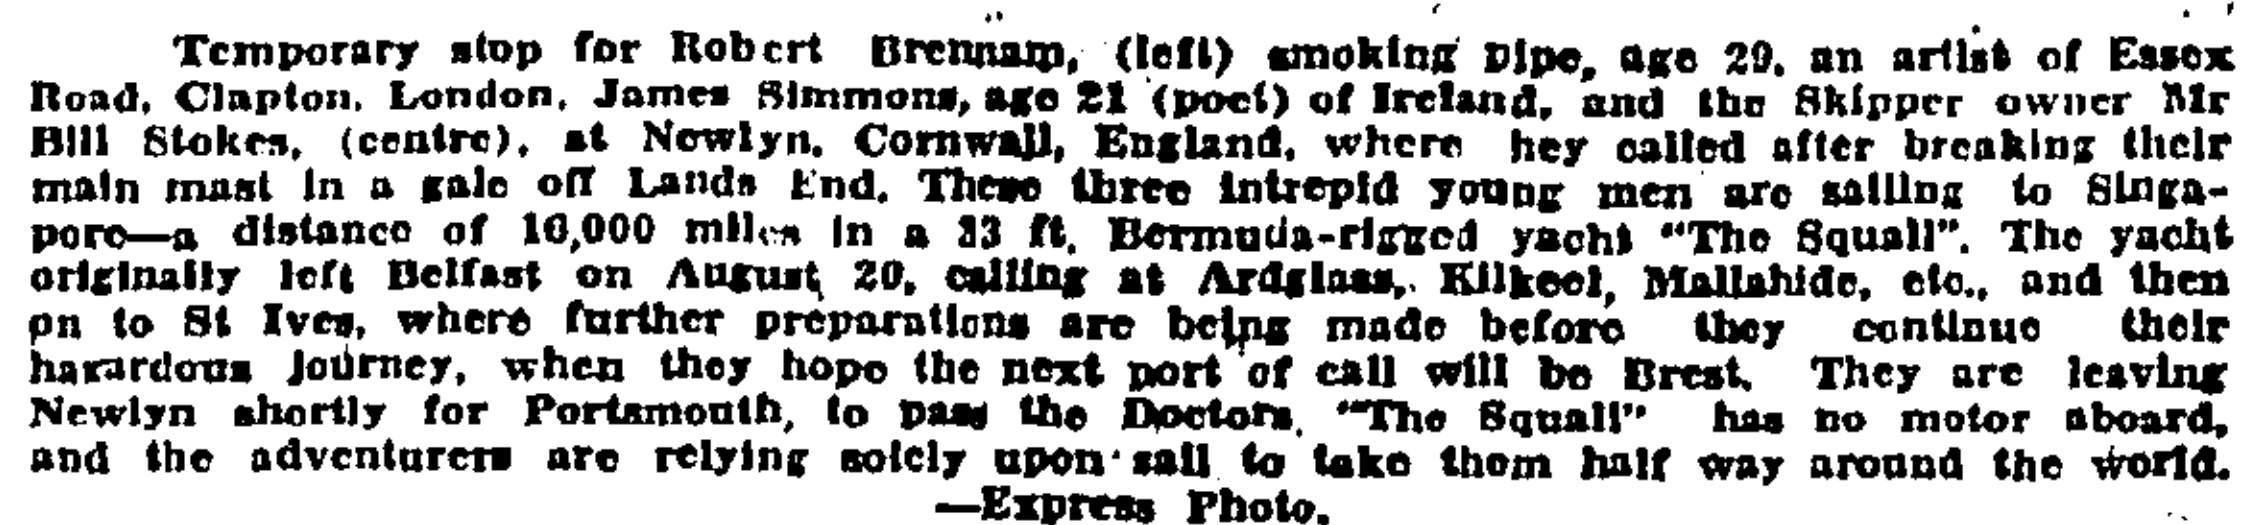 Temporary stop for Robert Brennam, (left) smoking pipe, age 29, an artist of Essex
Road, Clapton, London, James Simmons, age 21 (poet) of Ireland, and the Skipper owner Mr
Bill Stokes, (centre), at Newlyn, Cornwall, England, where hey called after breaking their
main mast in a gale off Lands End. These three intrepid young men are sailing to Singa-
pore—a distance of 16,000 miles in a 33 ft. Bermuda-rigged yacht "The Squall". The yacht
originally left Belfast on August 20, calling at Ardglass, Kilkeel, Mallahide, etc., and then
on to St Ives, where further preparations are being made before they continue their
harardous journey, when they hope the next port of call will be Brest. They are leaving
Newlyn shortly for Portsmouth, to pass the Doctors. "The Squall" has no motor aboard,
and the adventurers are relying solely upon sail to take them half way around the world.
—Express Photo.